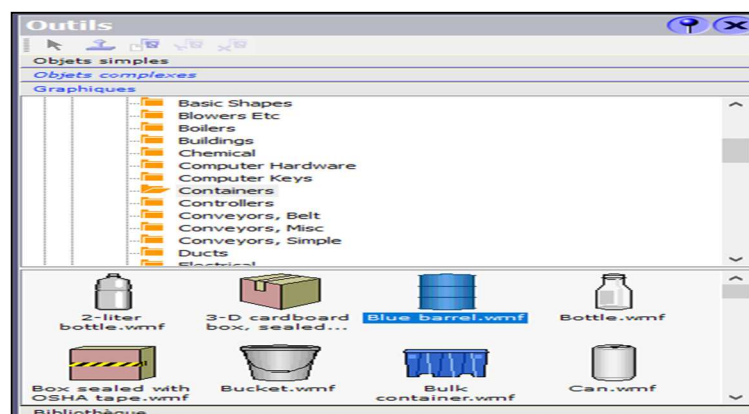 Outils
Objets simples
Objets complexes
Graphiques
Basic Shapes
Blowers Etc
Boilers
Buildings
Chemical
Computer Hardware
Computer Keys
Containers
Controllers
Conveyors, Belt
Conveyors, Misc
Conveyors, Simple
Ducts
Electrical
2-liter
bottle.wmf
3-D cardboard
box, sealed...
Blue barrel.wmf
Bottle.wmf
Box sealed with
OSHA tape.wmf
Bucket.wmf
Bulk
container.wmf
Can.wmf
Bibliothèque